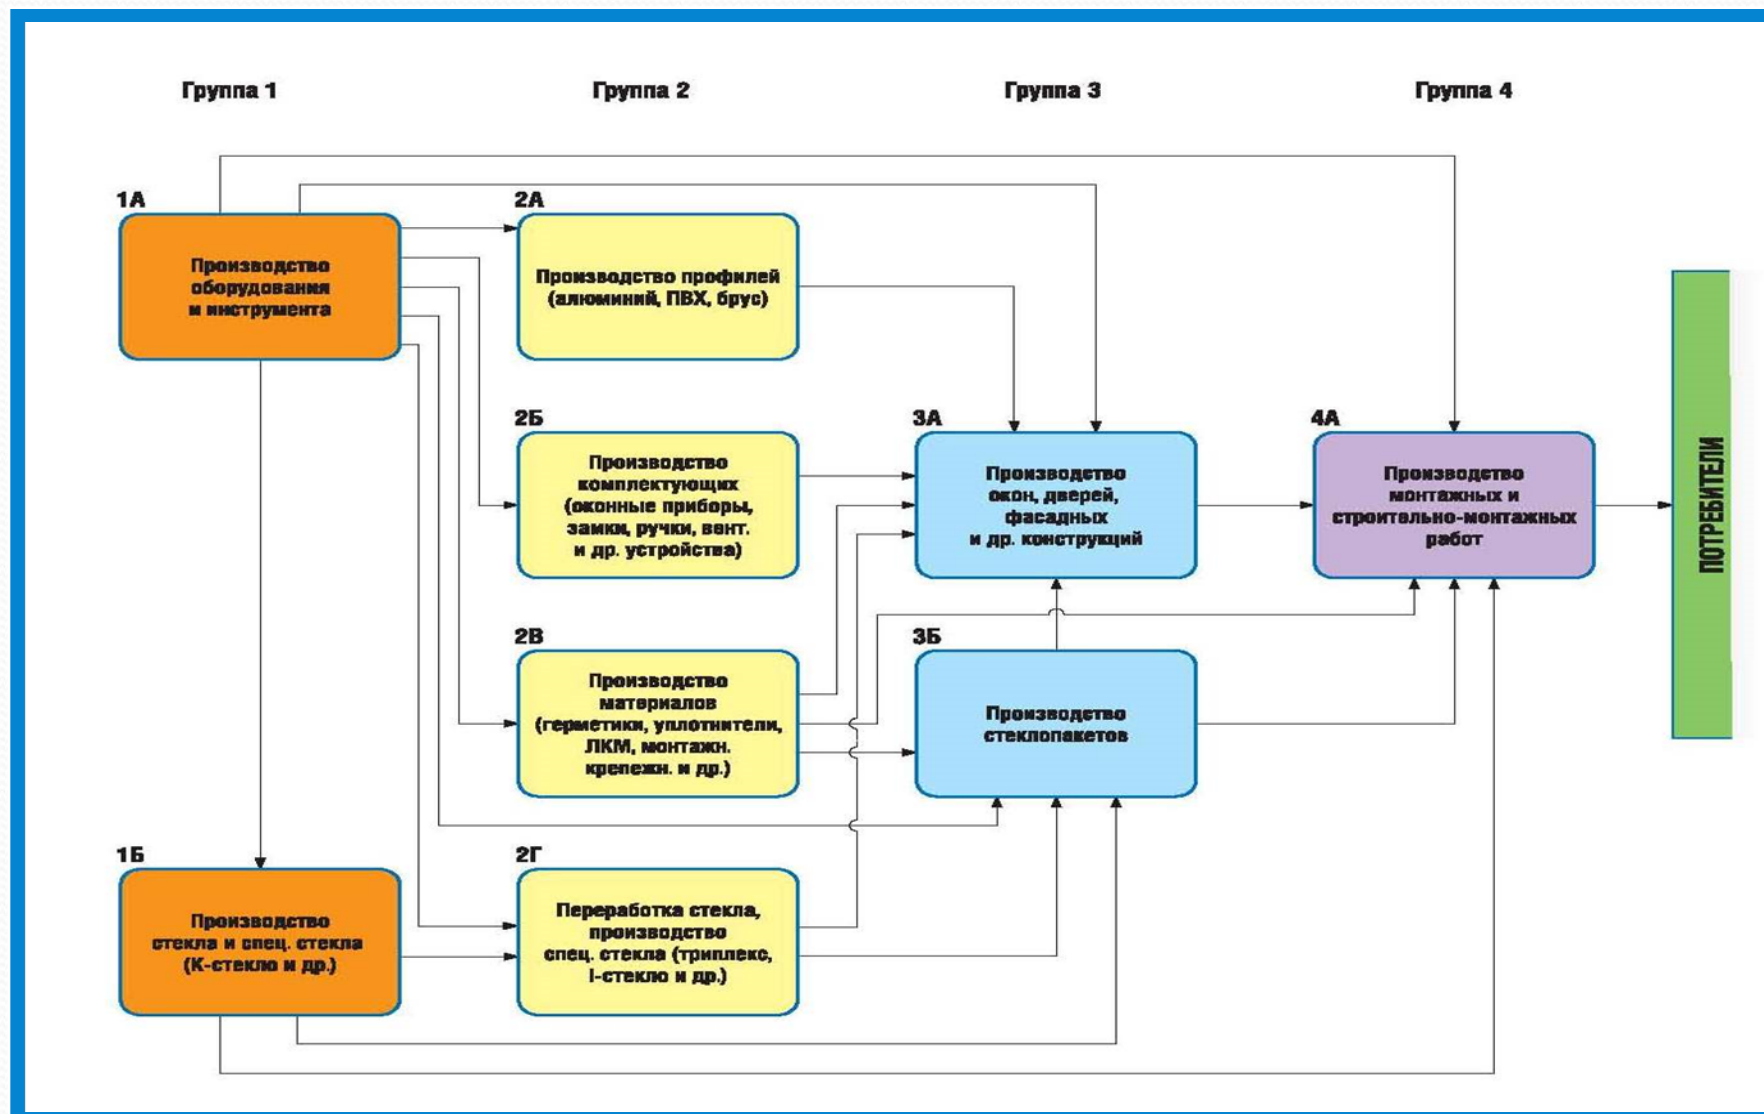 Группа 1
Группа 2
Группа 3
Группа 4
1А
Производство
оборудования
и инструмента
2А
Производство профилей
(алюминий, ПВХ, брус)
2Б
Производство
комплектующих
(оконные приборы,
замки, ручки, вент.
и др. устройства)
3А
Производство
окон, дверей,
фасадных
и др. конструкций
4А
Производство
монтажных и
строительно-монтажных
работ
ПОТРЕБИТЕЛИ
2В
Производство
материалов
(герметики, уплотнители,
ЛКМ, монтажн.
крепежн. и др.)
3Б
Производство
стеклопакетов
1Б
Производство
стекла и спец. стекла
(К-стекло и др.)
2Г
Переработка стекла,
производство
спец. стекла (триплекс,
I-стекло и др.)